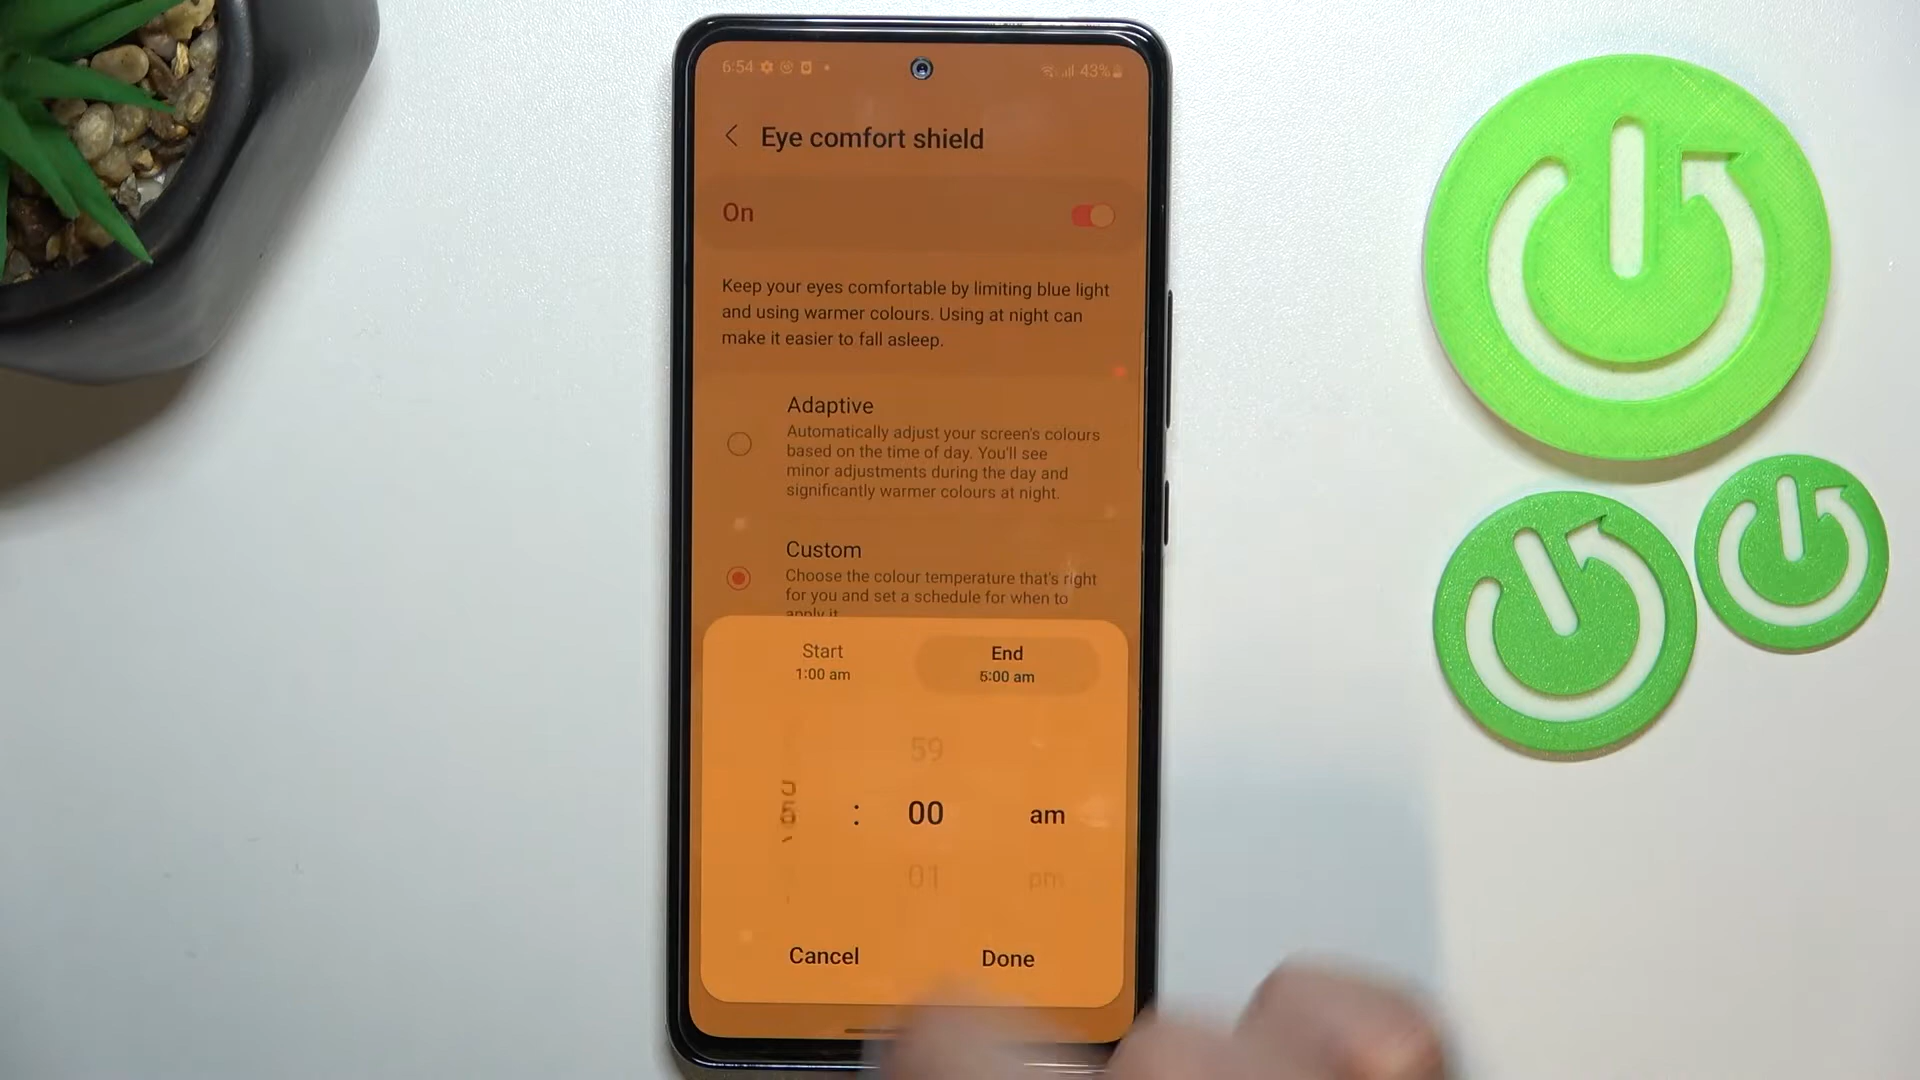 6:54
43%
Eye comfort shield
On
Keep your eyes comfortable by limiting blue light
and using warmer colours. Using at night can
make it easier to fall asleep.
Adaptive
Automatically adjust your screen's colours
based on the time of day. You'll see
minor adjustments during the day and
significantly warmer colours at night.
Custom
Choose the colour temperature that's right
for you and set a schedule for when to
apply it.
Start
End
1:00 am
5:00 am
59
: 00 am
01 pm
Cancel
Done